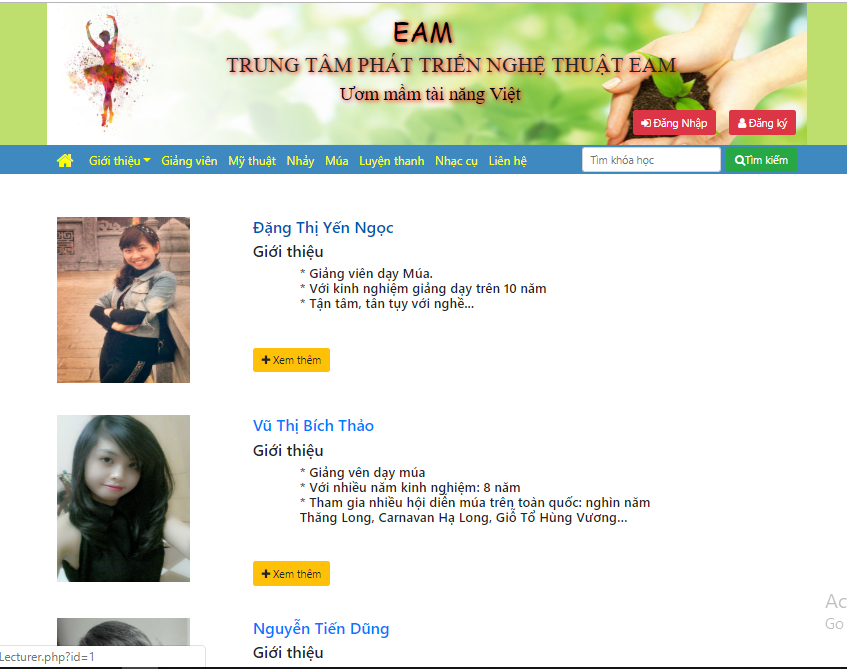 EAM
TRUNG TÂM PHÁT TRIỂN NGHỆ THUẬT EAM
Ươm mầm tài năng Việt
Đăng Nhập Đăng ký
Giới thiệu Giảng viên Mỹ thuật Nhảy Múa Luyện thanh Nhạc cụ Liên hệ Tìm khóa học Tìm kiếm
Đặng Thị Yến Ngọc
Giới thiệu
* Giảng viên dạy Múa.
* Với kinh nghiệm giảng dạy trên 10 năm
* Tận tâm, tân tụy với nghề...
Xem thêm
Vũ Thị Bích Thảo
Giới thiệu
* Giảng vên dạy múa
* Với nhiều năm kinh nghiệm: 8 năm
* Tham gia nhiều hội diễn múa trên toàn quốc: nghìn năm
Thăng Long, Carnavan Hạ Long, Giỗ Tổ Hùng Vương...
Xem thêm
Ac
Go
Nguyễn Tiến Dũng
Giới thiệu
Lecturer.php?id=1